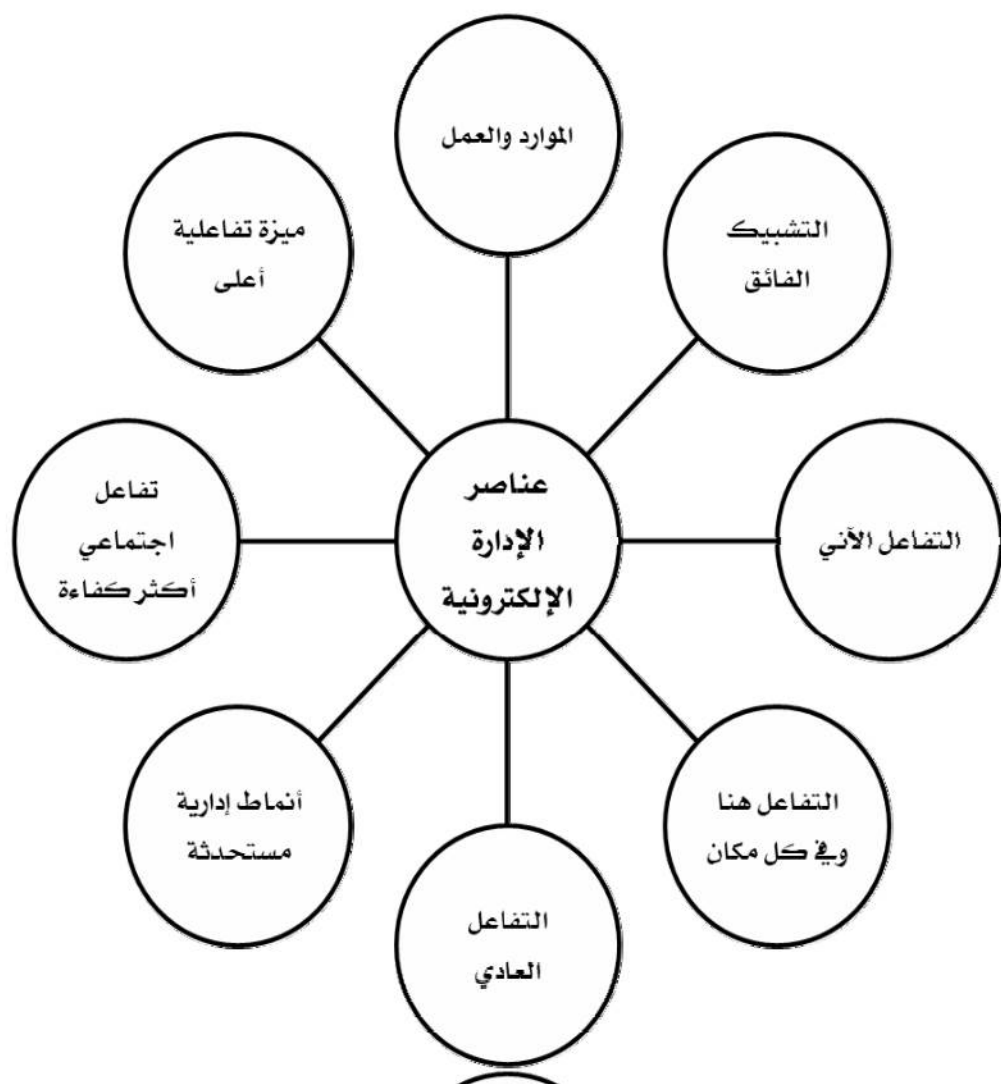 الموارد والعمل
التشبيك
الفائق
ميزة تفاعلية
أعلى
عناصر
الإدارة
الإلكترونية
التفاعل الآني
تفاعل
اجتماعي
أكثر كفاءة
التفاعل هنا
وفي كل مكان
أنماط إدارية
مستحدثة
التفاعل
العادي